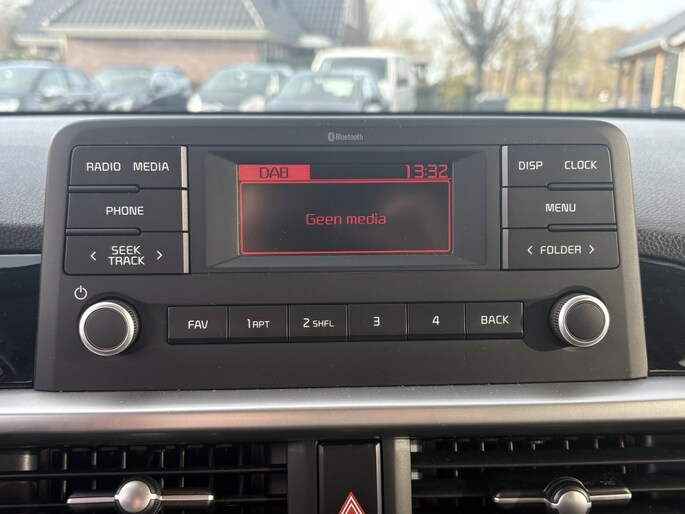 Bluetooth
RADIO MEDIA
DAB 13:32
DISP CLOCK
PHONE
Geen media
MENU
< SEEK >
TRACK
< FOLDER >
FAV 1 RPT 2 SHFL 3 4 BACK